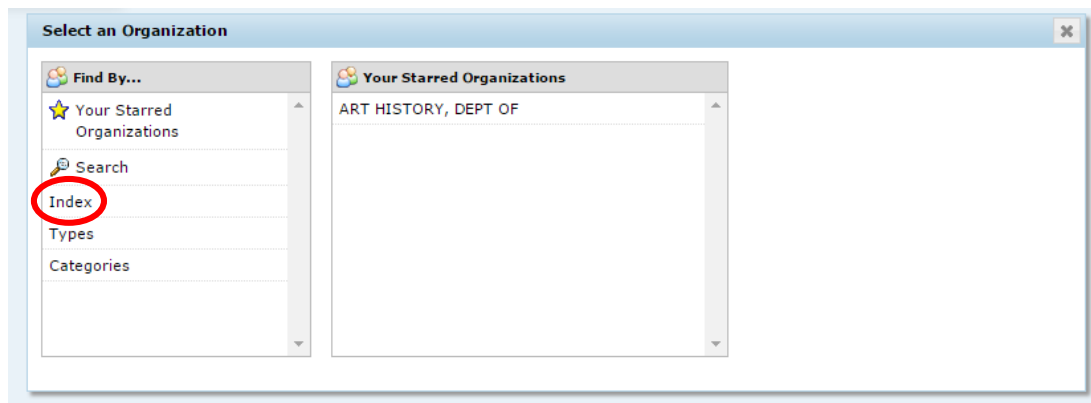 Select an Organization
Find By...
Your Starred
Organizations
Search
Index
Types
Categories
Your Starred Organizations
ART HISTORY, DEPT OF